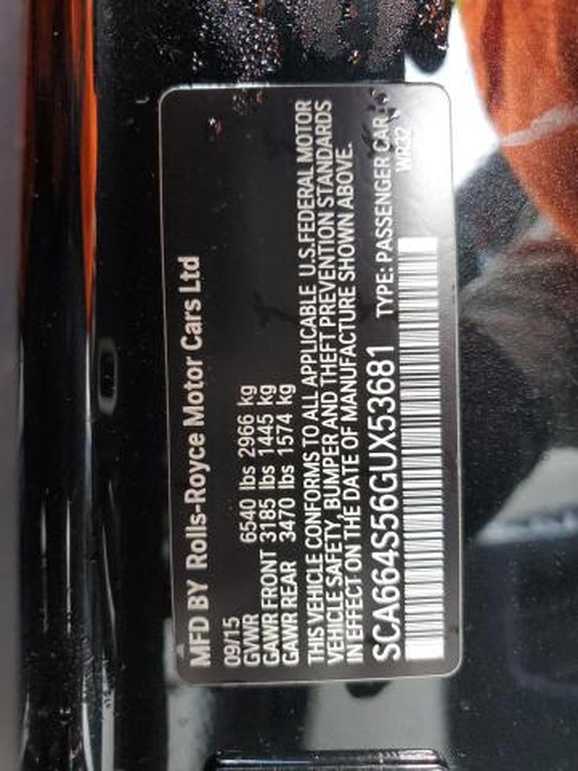 MFD BY Rolls-Royce Motor Cars Ltd
09/15
GVWR 6540 lbs 2966 kg
GAWR FRONT 3185 lbs 1445 kg
GAWR REAR 3470 lbs 1574 kg
THIS VEHICLE CONFORMS TO ALL APPLICABLE U.S.FEDERAL MOTOR
VEHICLE SAFETY, BUMPER AND THEFT PREVENTION STANDARDS
IN EFFECT ON THE DATE OF MANUFACTURE SHOWN ABOVE.
SCA664S56GUX53681 TYPE: PASSENGER CAR
WR32